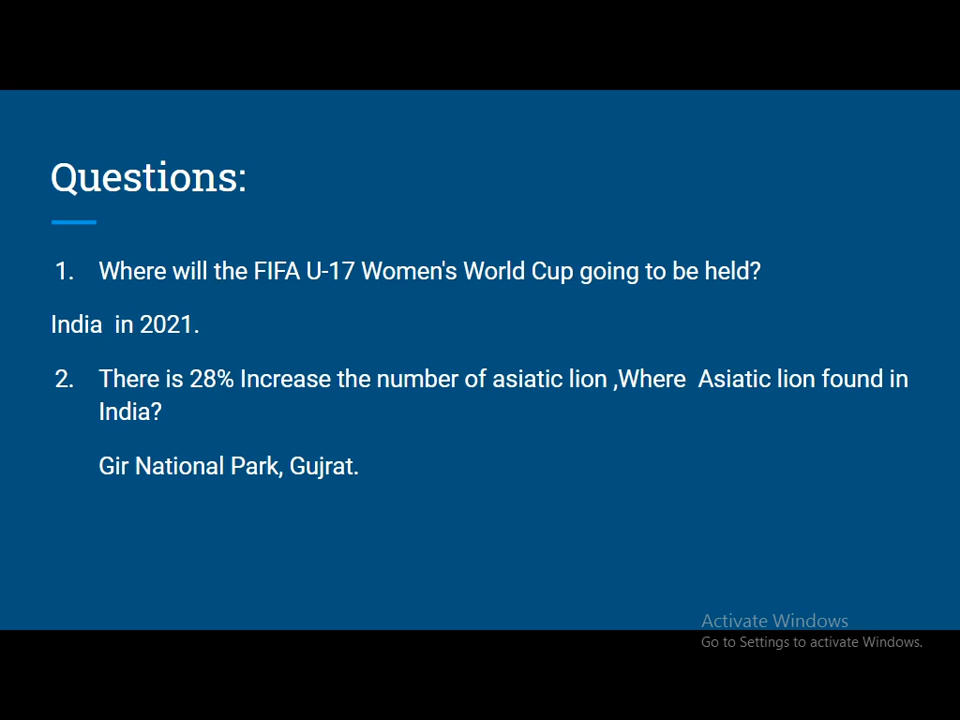 Questions:
1. Where will the FIFA U-17 Women's World Cup going to be held?
India  in 2021.
2. There is 28% Increase the number of asiatic lion ,Where  Asiatic lion found in
India?
Gir National Park, Gujrat.
Activate Windows
Go to Settings to activate Windows.